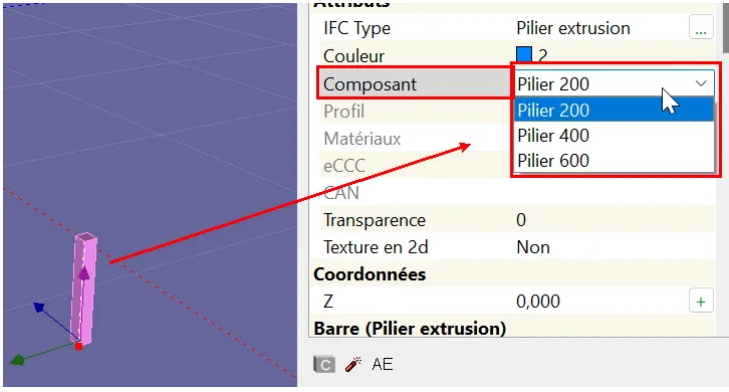 Attributs
IFC Type Pilier extrusion ...
Couleur 2
Composant Pilier 200
Profil Pilier 200
Matériaux Pilier 400
eCCC Pilier 600
CAN
Transparence 0
Texture en 2d Non
Coordonnées
Z 0,000 +
Barre (Pilier extrusion)
C AE